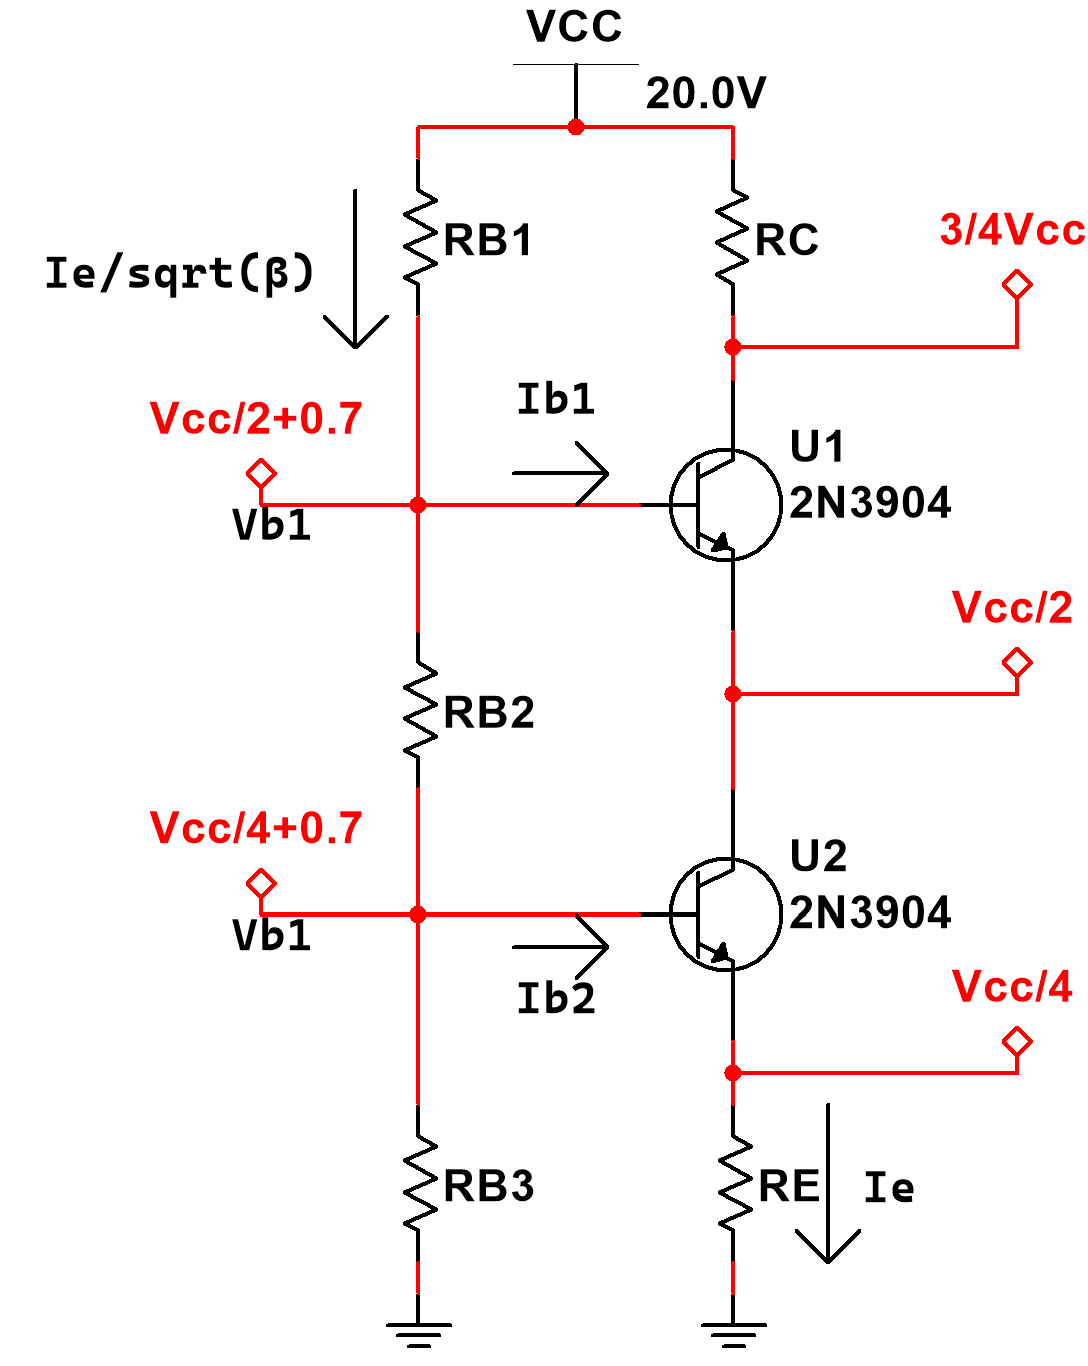 VCC
20.0V
RB1
RC
3/4Vcc
Ie/sqrt(β)
Ib1
Vcc/2+0.7
U1
2N3904
Vb1
Vcc/2
RB2
Vcc/4+0.7
U2
2N3904
Vb1
Ib2
Vcc/4
RB3
RE
Ie